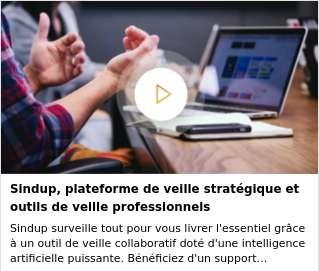 Sindup, plateforme de veille stratégique et
outils de veille professionnels
Sindup surveille tout pour vous livrer l'essentiel grâce
à un outil de veille collaboratif doté d'une intelligence
artificielle puissante. Bénéficiez d'un support...